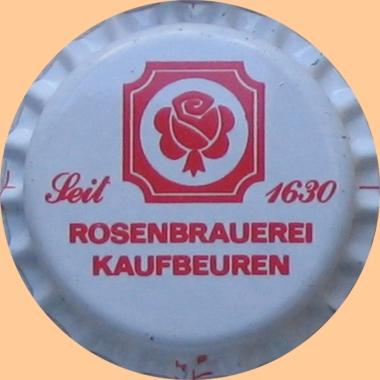 Seit 1630
ROSENBRAUEREI
KAUFBEUREN